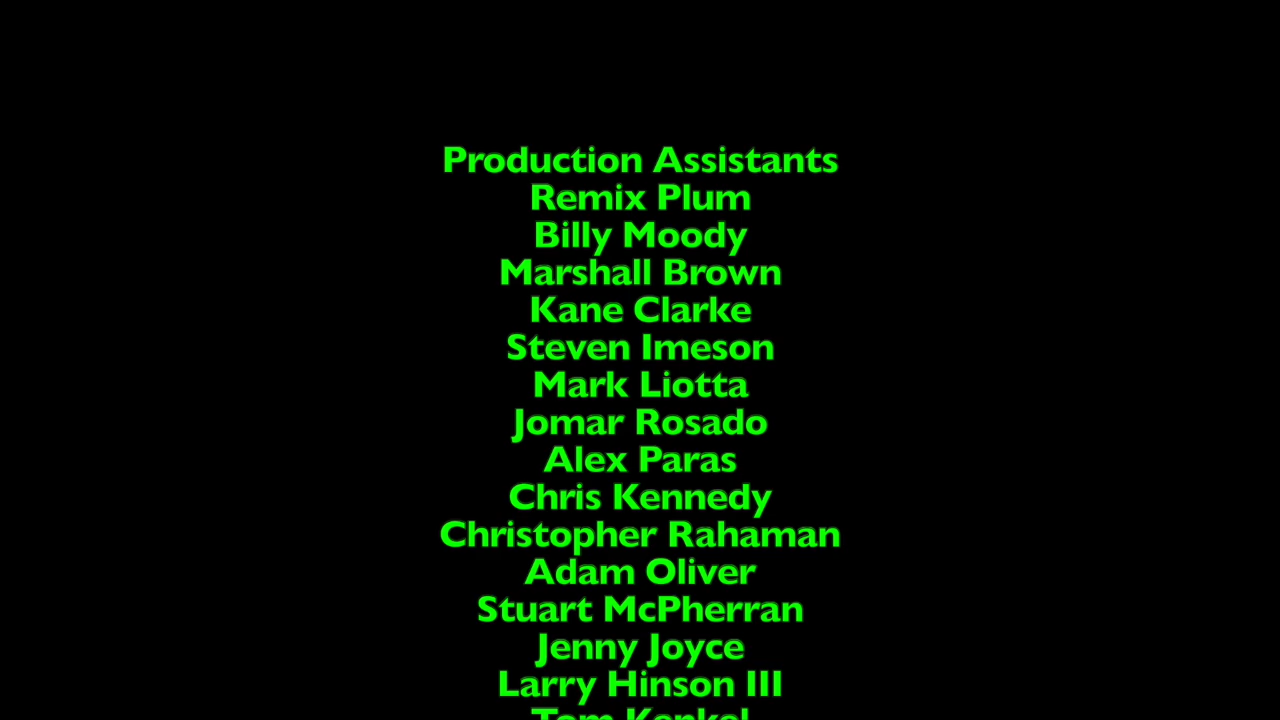 Production Assistants
Remix Plum
Billy Moody
Marshall Brown
Kane Clarke
Steven Imeson
Mark Liotta
Jomar Rosado
Alex Paras
Chris Kennedy
Christopher Rahaman
Adam Oliver
Stuart McPherran
Jenny Joyce
Larry Hinson III
Tom